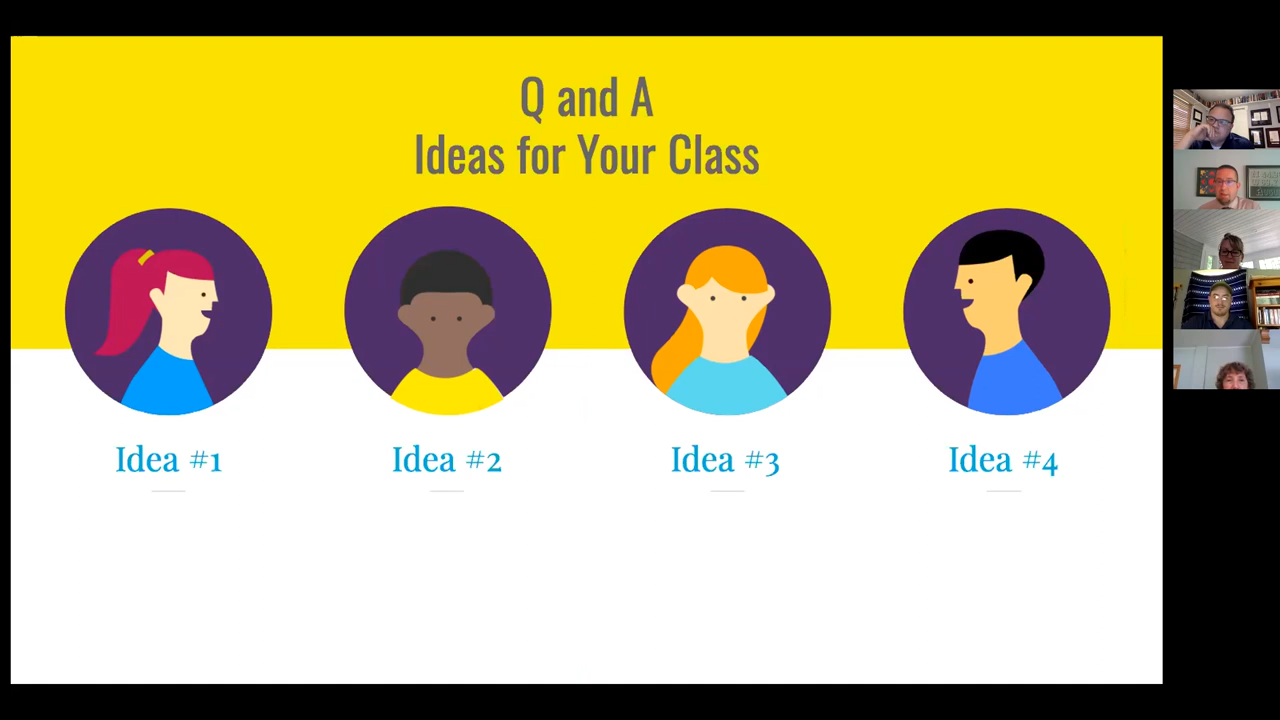 Q and A
Ideas for Your Class
Idea #1
Idea #2
Idea #3
Idea #4